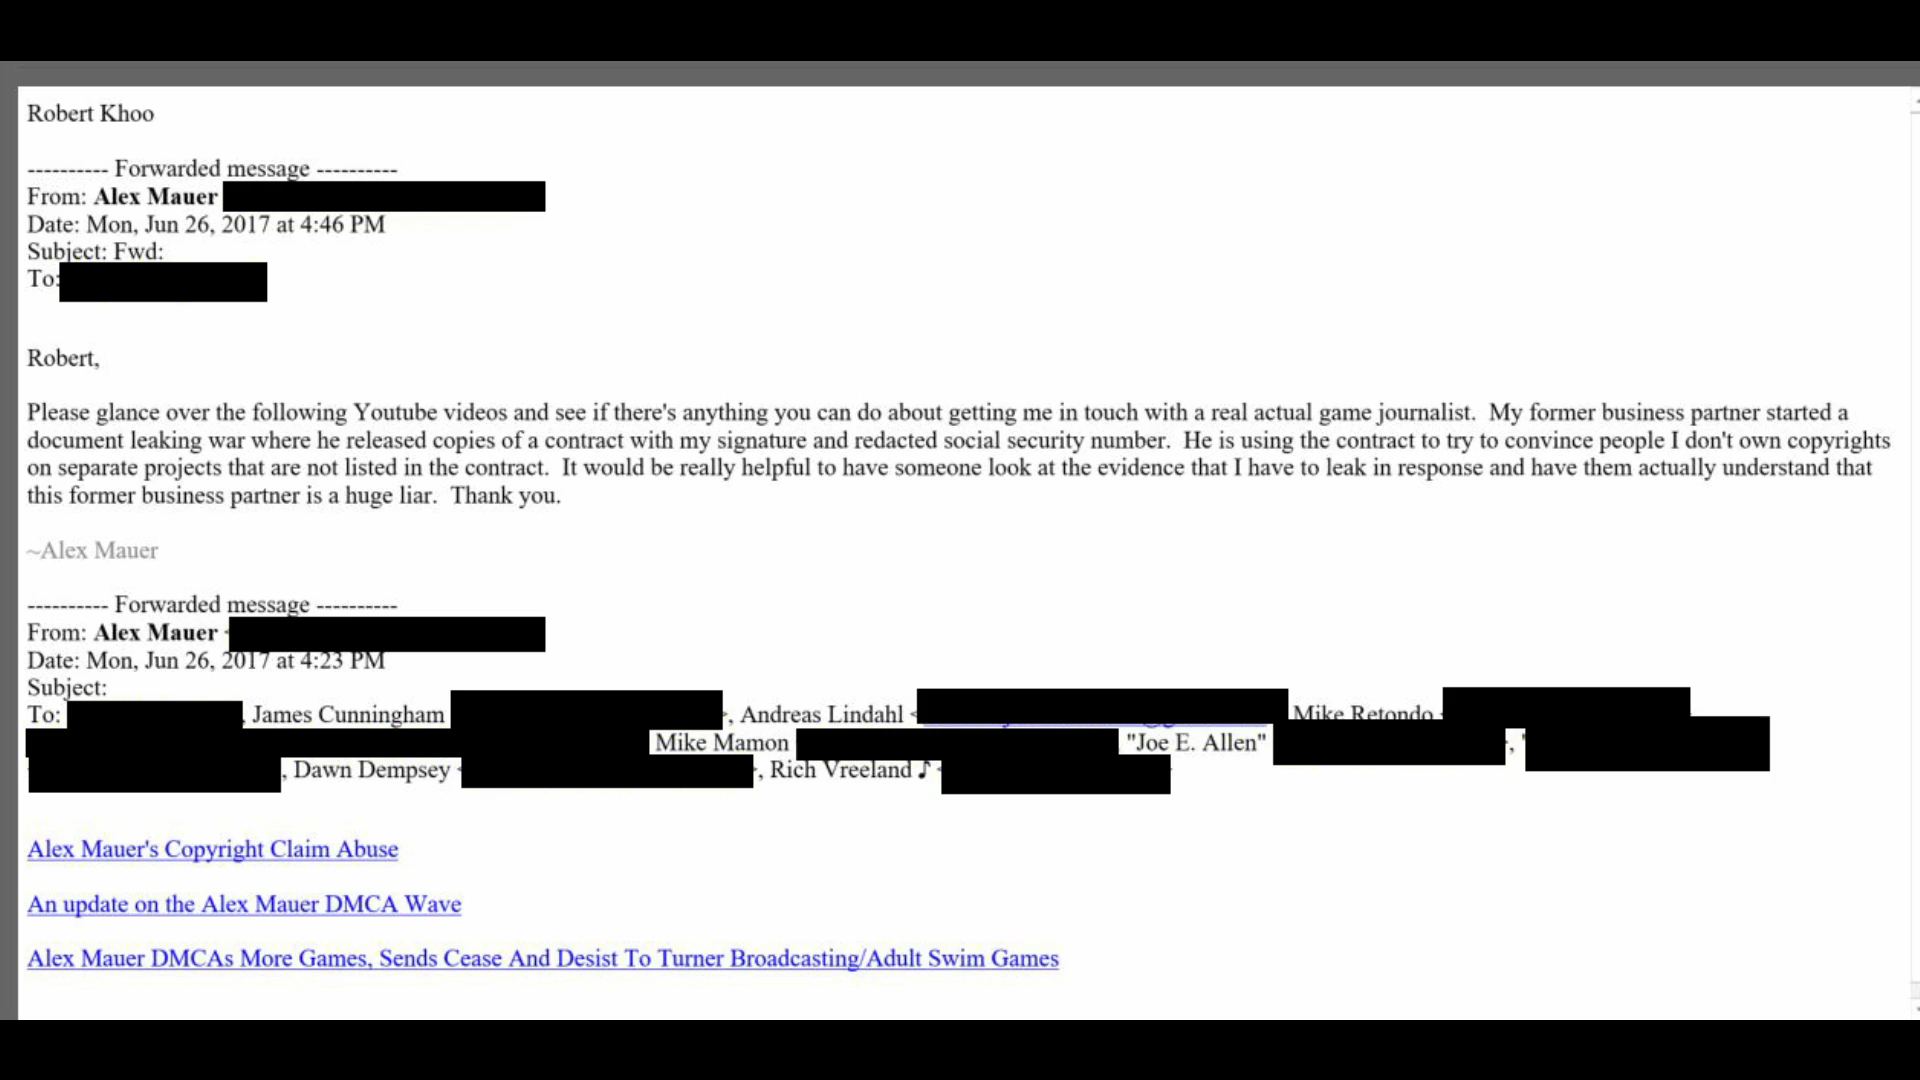 Robert Khoo
---------- Forwarded message ----------
From: Alex Mauer
Date: Mon, Jun 26, 2017 at 4:46 PM
Subject: Fwd:
To:
Robert,
Please glance over the following Youtube videos and see if there's anything you can do about getting me in touch with a real actual game journalist.  My former business partner started a
document leaking war where he released copies of a contract with my signature and redacted social security number.  He is using the contract to try to convince people I don't own copyrights
on separate projects that are not listed in the contract.  It would be really helpful to have someone look at the evidence that I have to leak in response and have them actually understand that
this former business partner is a huge liar.  Thank you.
~Alex Mauer
---------- Forwarded message ----------
From: Alex Mauer <
Date: Mon, Jun 26, 2017 at 4:23 PM
Subject:
To: , James Cunningham >, Andreas Lindahl < Mike Retondo <
Mike Mamon "Joe E. Allen" >, "
, Dawn Dempsey < >, Rich Vreeland ♪ <
Alex Mauer's Copyright Claim Abuse
An update on the Alex Mauer DMCA Wave
Alex Mauer DMCAs More Games, Sends Cease And Desist To Turner Broadcasting/Adult Swim Games